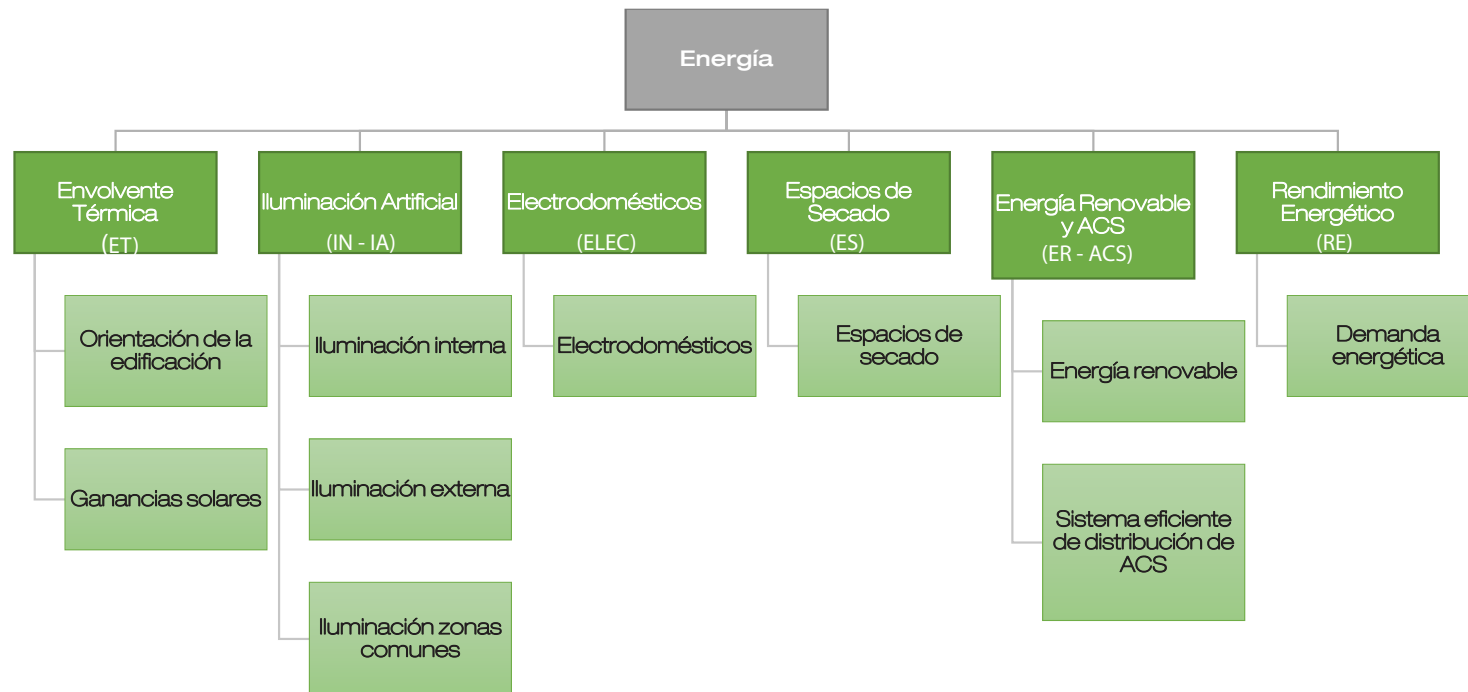 Energía
Envolvente
Térmica
(ET)
Iluminación Artificial
(IN - IA)
Electrodomésticos
(ELEC)
Espacios de
Secado
(ES)
Energía Renovable
y ACS
(ER - ACS)
Rendimiento
Energético
(RE)
Orientación de la
edificación
Ganancias solares
Iluminación interna
Iluminación externa
Iluminación zonas
comunes
Electrodomésticos
Espacios de
secado
Energía renovable
Sistema eficiente
de distribución de
ACS
Demanda
energética